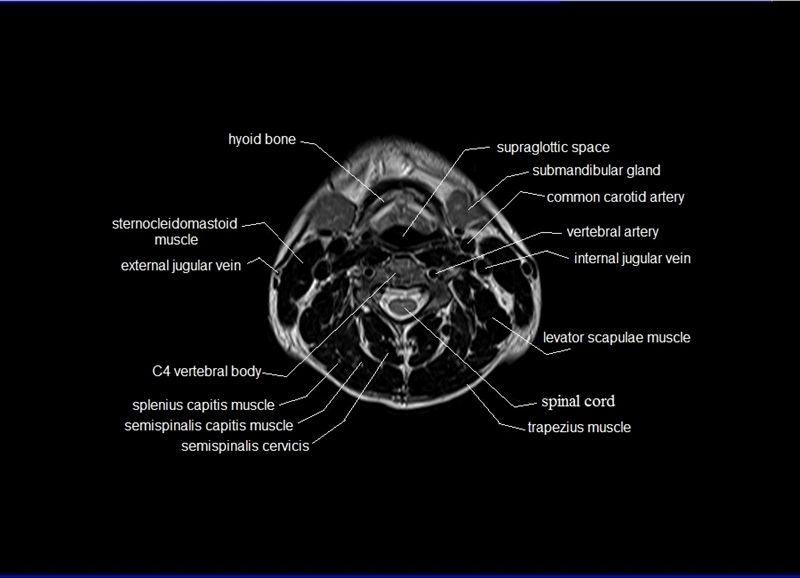 hyoid bone
supraglottic space
submandibular gland
common carotid artery
sternocleidomastoid
muscle
vertebral artery
external jugular vein
internal jugular vein
levator scapulae muscle
C4 vertebral body
splenius capitis muscle
spinal cord
semispinalis capitis muscle
trapezius muscle
semispinalis cervicis